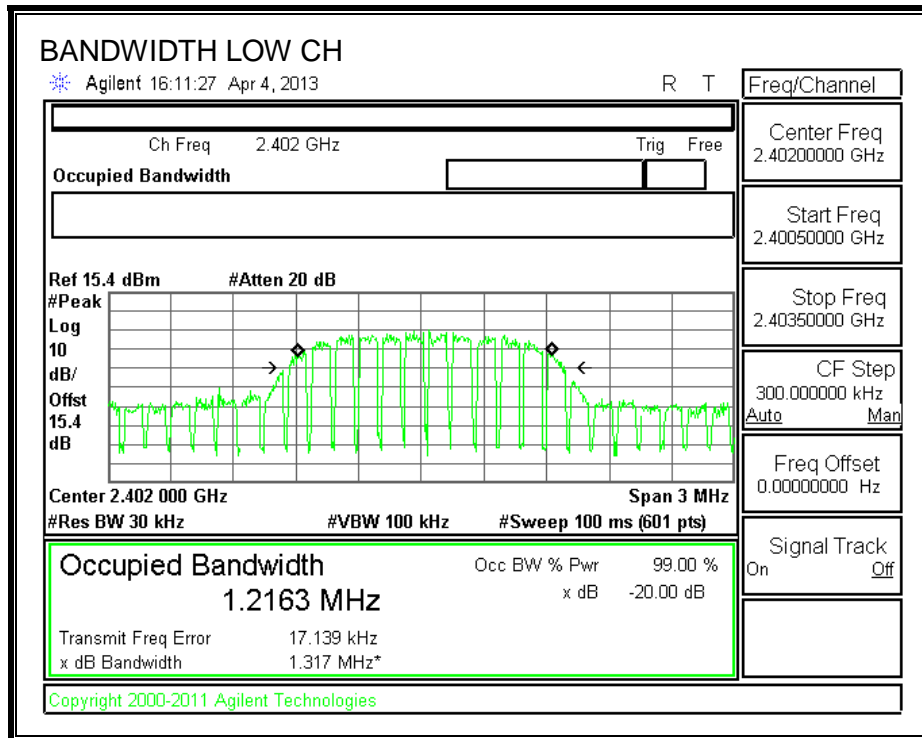 BANDWIDTH LOW CH
Agilent 16:11:27 Apr 4, 2013 R T
Freq/Channel
Ch Freq 2.402 GHz Trig Free
Occupied Bandwidth
Center Freq
2.40200000 GHz
Start Freq
2.40050000 GHz
Stop Freq
2.40350000 GHz
CF Step
300.000000 kHz
Auto Man
Freq Offset
0.00000000 Hz
Signal Track
On Off
Ref 15.4 dBm #Atten 20 dB
#Peak
Log
10
dB/
Offst
15.4
dB
Center 2.402 000 GHz Span 3 MHz
#Res BW 30 kHz #VBW 100 kHz #Sweep 100 ms (601 pts)
Occupied Bandwidth Occ BW % Pwr 99.00 %
1.2163 MHz x dB -20.00 dB
Transmit Freq Error 17.139 kHz
x dB Bandwidth 1.317 MHz*
Copyright 2000-2011 Agilent Technologies